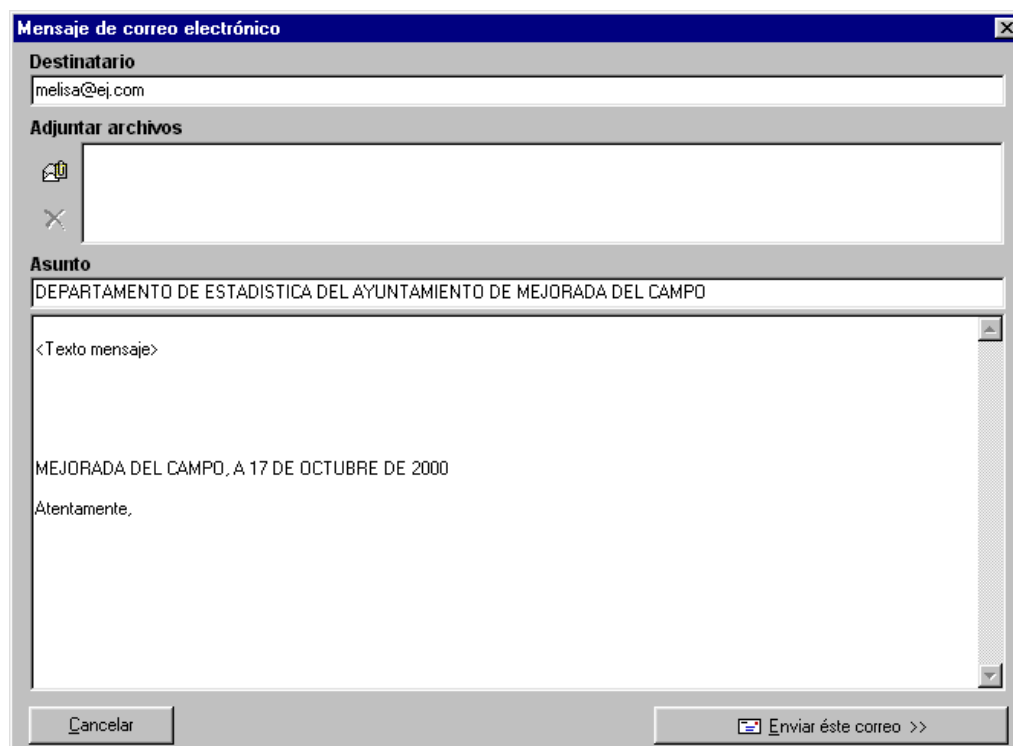 Mensaje de correo electrónico
Destinatario
melisa@ej.com
Adjuntar archivos
Asunto
DEPARTAMENTO DE ESTADISTICA DEL AYUNTAMIENTO DE MEJORADA DEL CAMPO
<Texto mensaje>
MEJORADA DEL CAMPO, A 17 DE OCTUBRE DE 2000
Atentamente,
Cancelar
Enviar éste correo >>